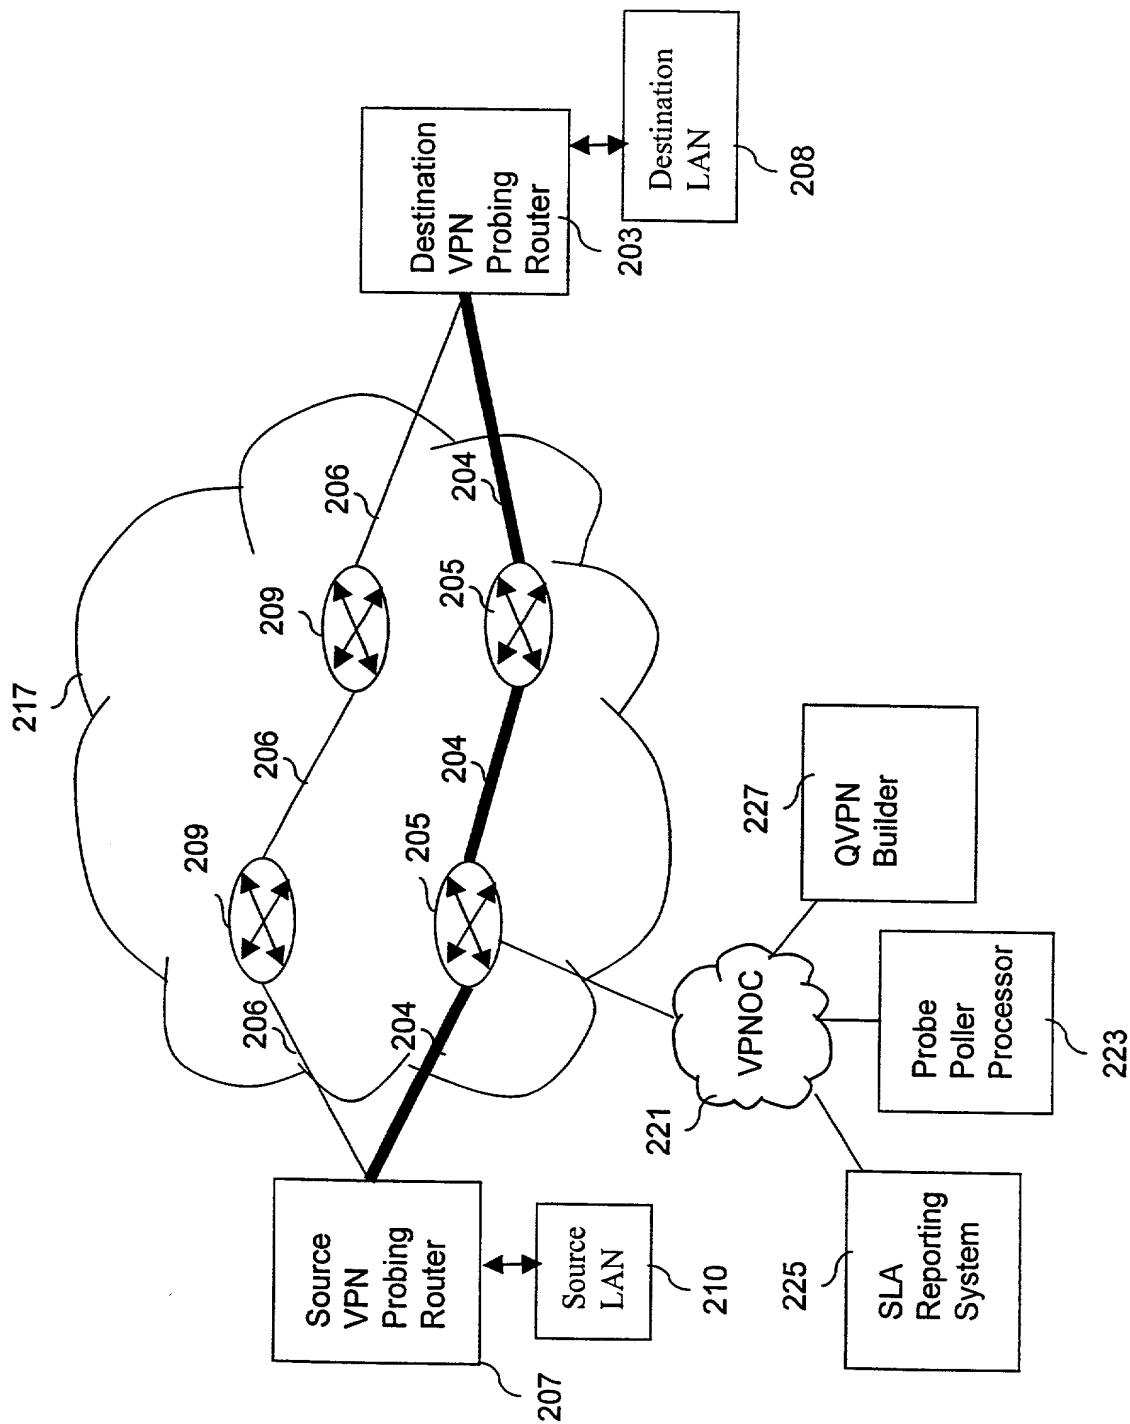 217
209
206
206
209
206
Source
VPN
Probing
Router
207
204
205
204
205
204
Destination
VPN
Probing
Router
203
Source
LAN
210
Destination
LAN
208
221
VPNOC
227
QVPN
Builder
225
SLA
Reporting
System
Probe
Poller
Processor
223